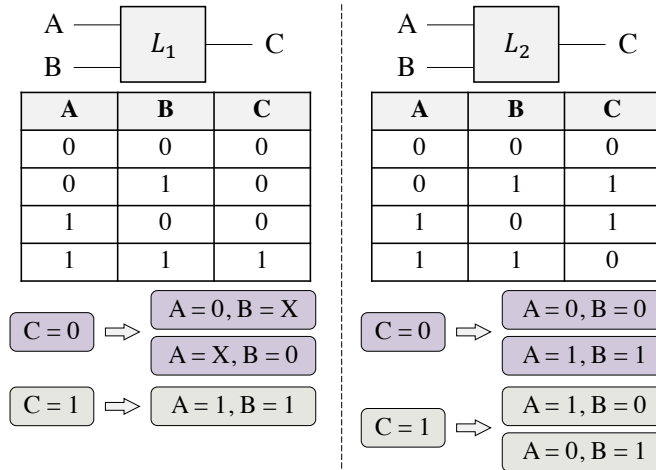 A
B
L₁
C
A B C
0 0 0
0 1 0
1 0 0
1 1 1
C = 0
A = 0, B = X
A = X, B = 0
C = 1
A = 1, B = 1
A
B
L₂
C
A B C
0 0 0
0 1 1
1 0 1
1 1 0
C = 0
A = 0, B = 0
A = 1, B = 1
C = 1
A = 1, B = 0
A = 0, B = 1